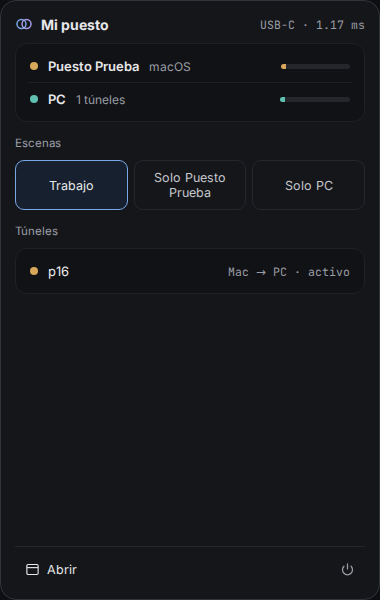 Mi puesto USB-C · 1.17 ms
Puesto Prueba macOS
PC 1 túneles
Escenas
Trabajo
Solo Puesto
Prueba
Solo PC
Túneles
p16 Mac → PC · activo
Abrir